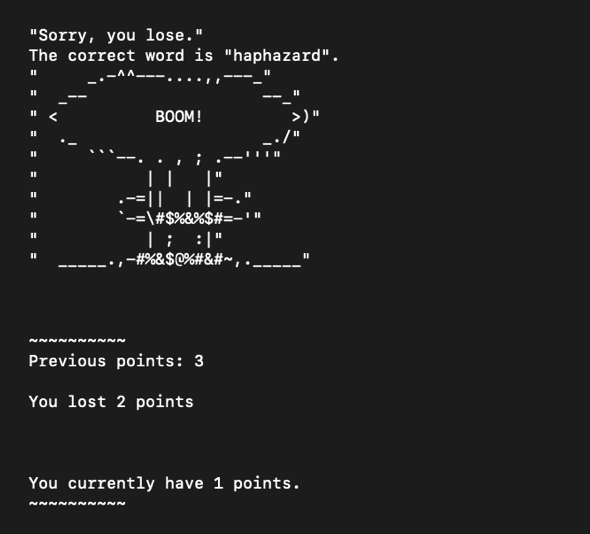 "Sorry, you lose."
The correct word is "haphazard".
"     _.-^^---....,,---_"
"  _--                  --_"
" <          BOOM!         >)"
"  ._                   _./"
"     ```--. . , ; .--'''"
"           | |   |"
"        .-=||  | |=-."
"        `-=\#$%&%$#=-'"
"           | ;  :|"
"  _____.,-#%&$@%#&#~,._____"
~~~~~~~~~~
Previous points: 3
You lost 2 points
You currently have 1 points.
~~~~~~~~~~